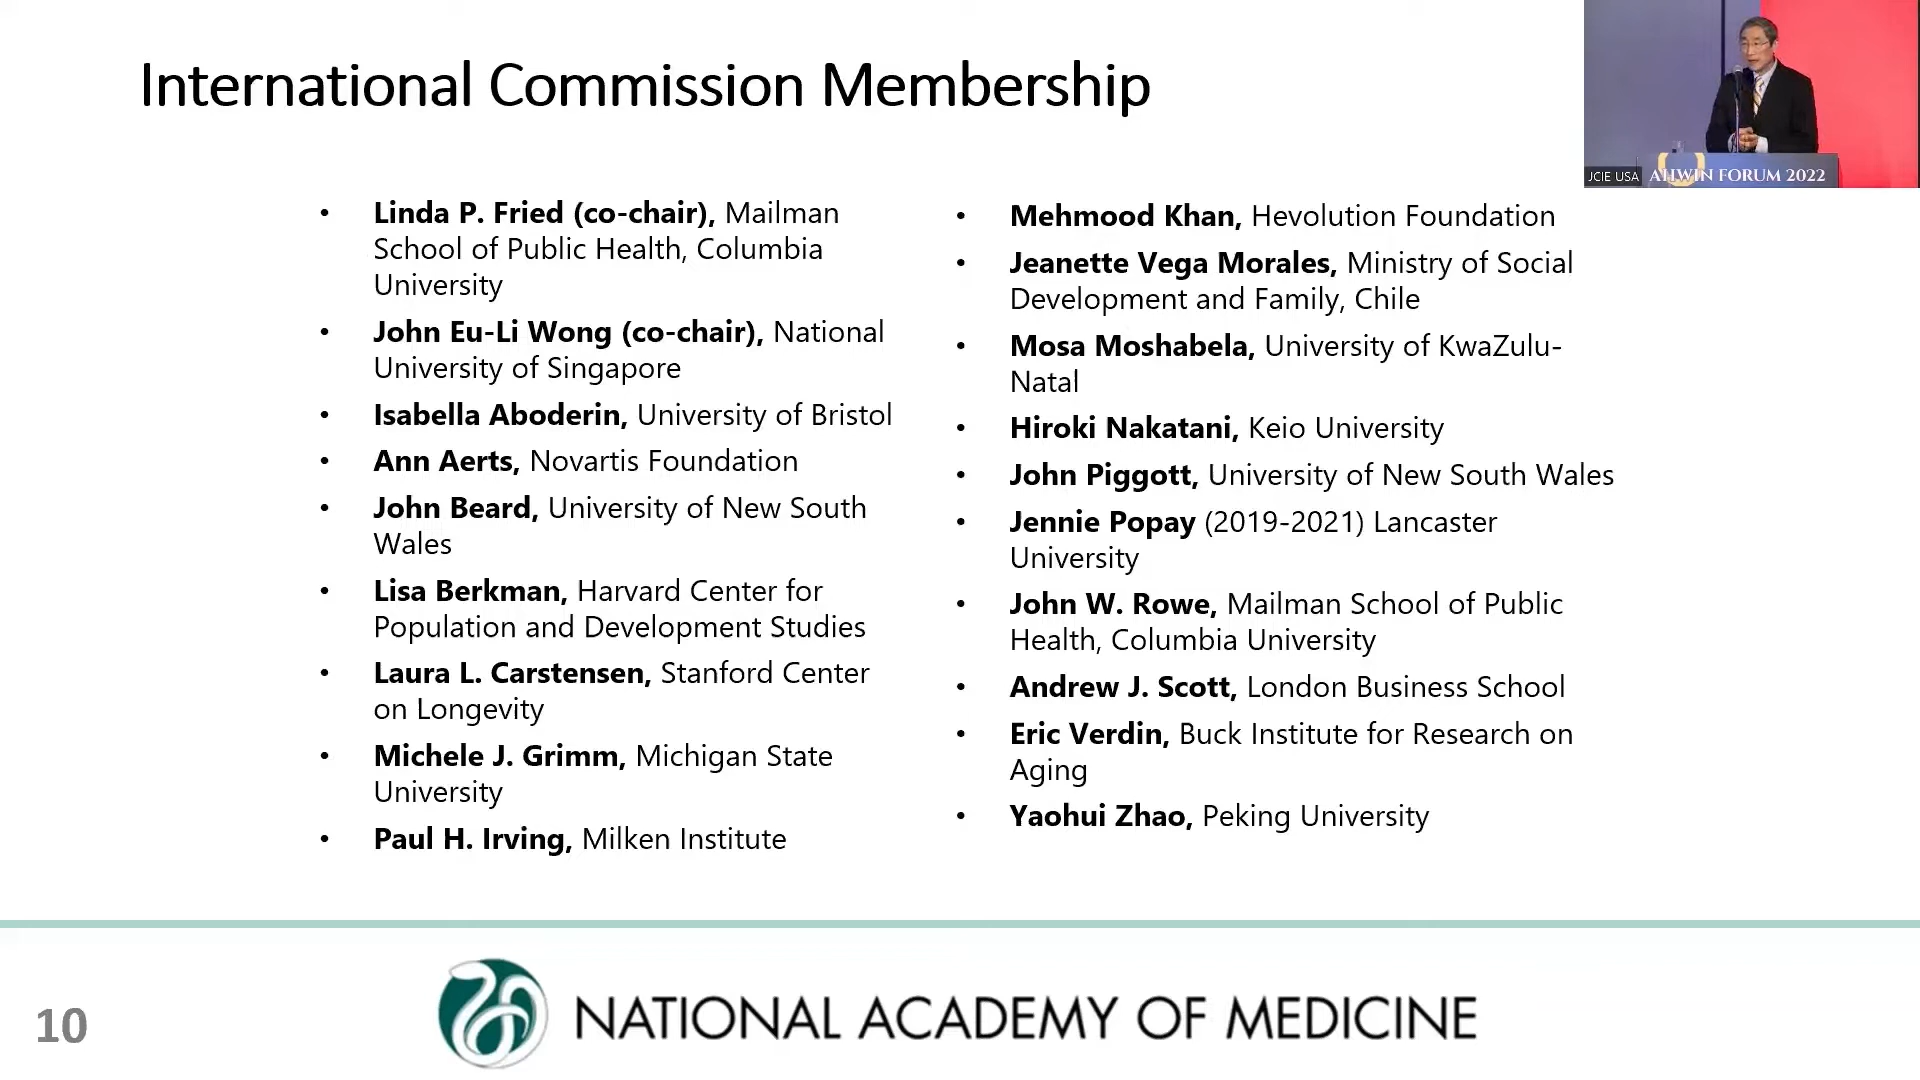 International Commission Membership
• Linda P. Fried (co-chair), Mailman
School of Public Health, Columbia
University
• John Eu-Li Wong (co-chair), National
University of Singapore
• Isabella Aboderin, University of Bristol
• Ann Aerts, Novartis Foundation
• John Beard, University of New South
Wales
• Lisa Berkman, Harvard Center for
Population and Development Studies
• Laura L. Carstensen, Stanford Center
on Longevity
• Michele J. Grimm, Michigan State
University
• Paul H. Irving, Milken Institute
• Mehmood Khan, Hevolution Foundation
• Jeanette Vega Morales, Ministry of Social
Development and Family, Chile
• Mosa Moshabela, University of KwaZulu-
Natal
• Hiroki Nakatani, Keio University
• John Piggott, University of New South Wales
• Jennie Popay (2019-2021) Lancaster
University
• John W. Rowe, Mailman School of Public
Health, Columbia University
• Andrew J. Scott, London Business School
• Eric Verdin, Buck Institute for Research on
Aging
• Yaohui Zhao, Peking University
JCIE USA
AHWIN FORUM 2022
10
NATIONAL ACADEMY OF MEDICINE